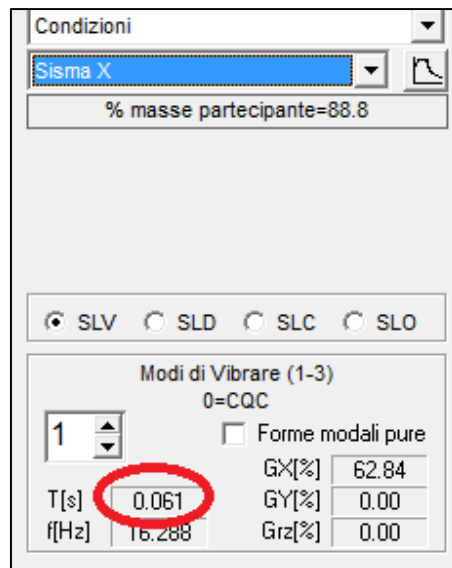 Condizioni
Sisma X
% masse partecipante=88.8
SLV SLD SLC SLO
Modi di Vibrare (1-3)
0=CQC
1 Forme modali pure
GX[%] 62.84
T[s] 0.061 GY[%] 0.00
f[Hz] 16.288 Grz[%] 0.00